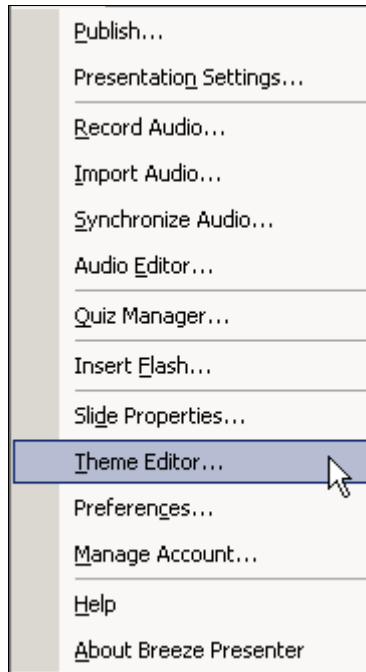 Publish...
Presentation Settings...
Record Audio...
Import Audio...
Synchronize Audio...
Audio Editor...
Quiz Manager...
Insert Flash...
Slide Properties...
Theme Editor...
Preferences...
Manage Account...
Help
About Breeze Presenter